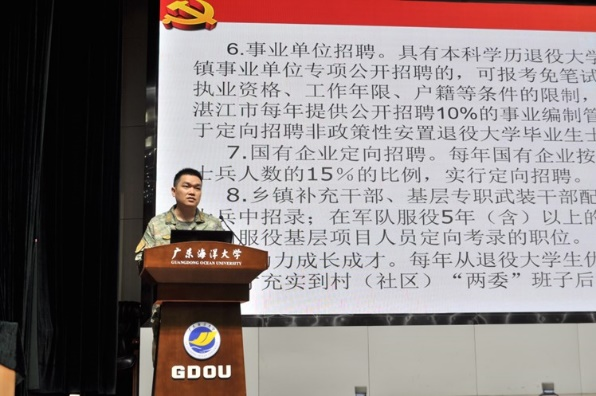 6.事业单位招聘。具有本科学历退役大学
镇事业单位专项公开招聘的，可报考免笔试
执业资格、工作年限、户籍等条件的限制，
湛江市每年提供公开招聘10%的事业编制管
于定向招聘非政策性安置退役大学毕业生士
7.国有企业定向招聘。每年国有企业按
士兵人数的15%的比例，实行定向招聘。
8.乡镇补充干部、基层专职武装干部配
兵中招录；在军队服役5年（含）以上的
服役基层项目人员定向考录的职位。
力成长成才。每年从退役大学生优
充实到村（社区）“两委”班子后
广东海洋大学
GUANGDONG OCEAN UNIVERSITY
GDOU